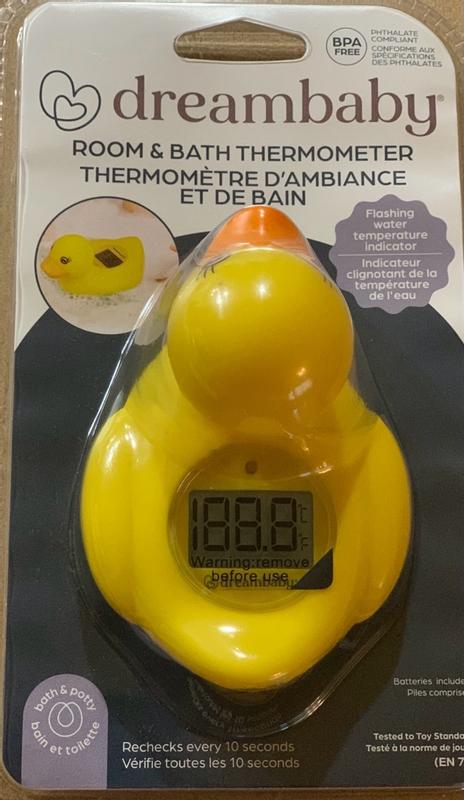 BPA
FREE
PHTHALATE
COMPLIANT
CONFORME AUX
SPÉCIFICATIONS
DES PHTHALATES
dreambaby®
ROOM & BATH THERMOMETER
THERMOMÈTRE D'AMBIANCE
ET DE BAIN
Flashing
water
temperature
indicator
Indicateur
clignotant de la
température
de l'eau
188.8 °C °F
Warning:remove
before use
dreambaby
bath & potty
bain et toilette
Rechecks every 10 seconds
Vérifie toutes les 10 seconds
Batteries include
Piles comprise
Tested to Toy Standa
Testé à la norme de jou
(EN 7